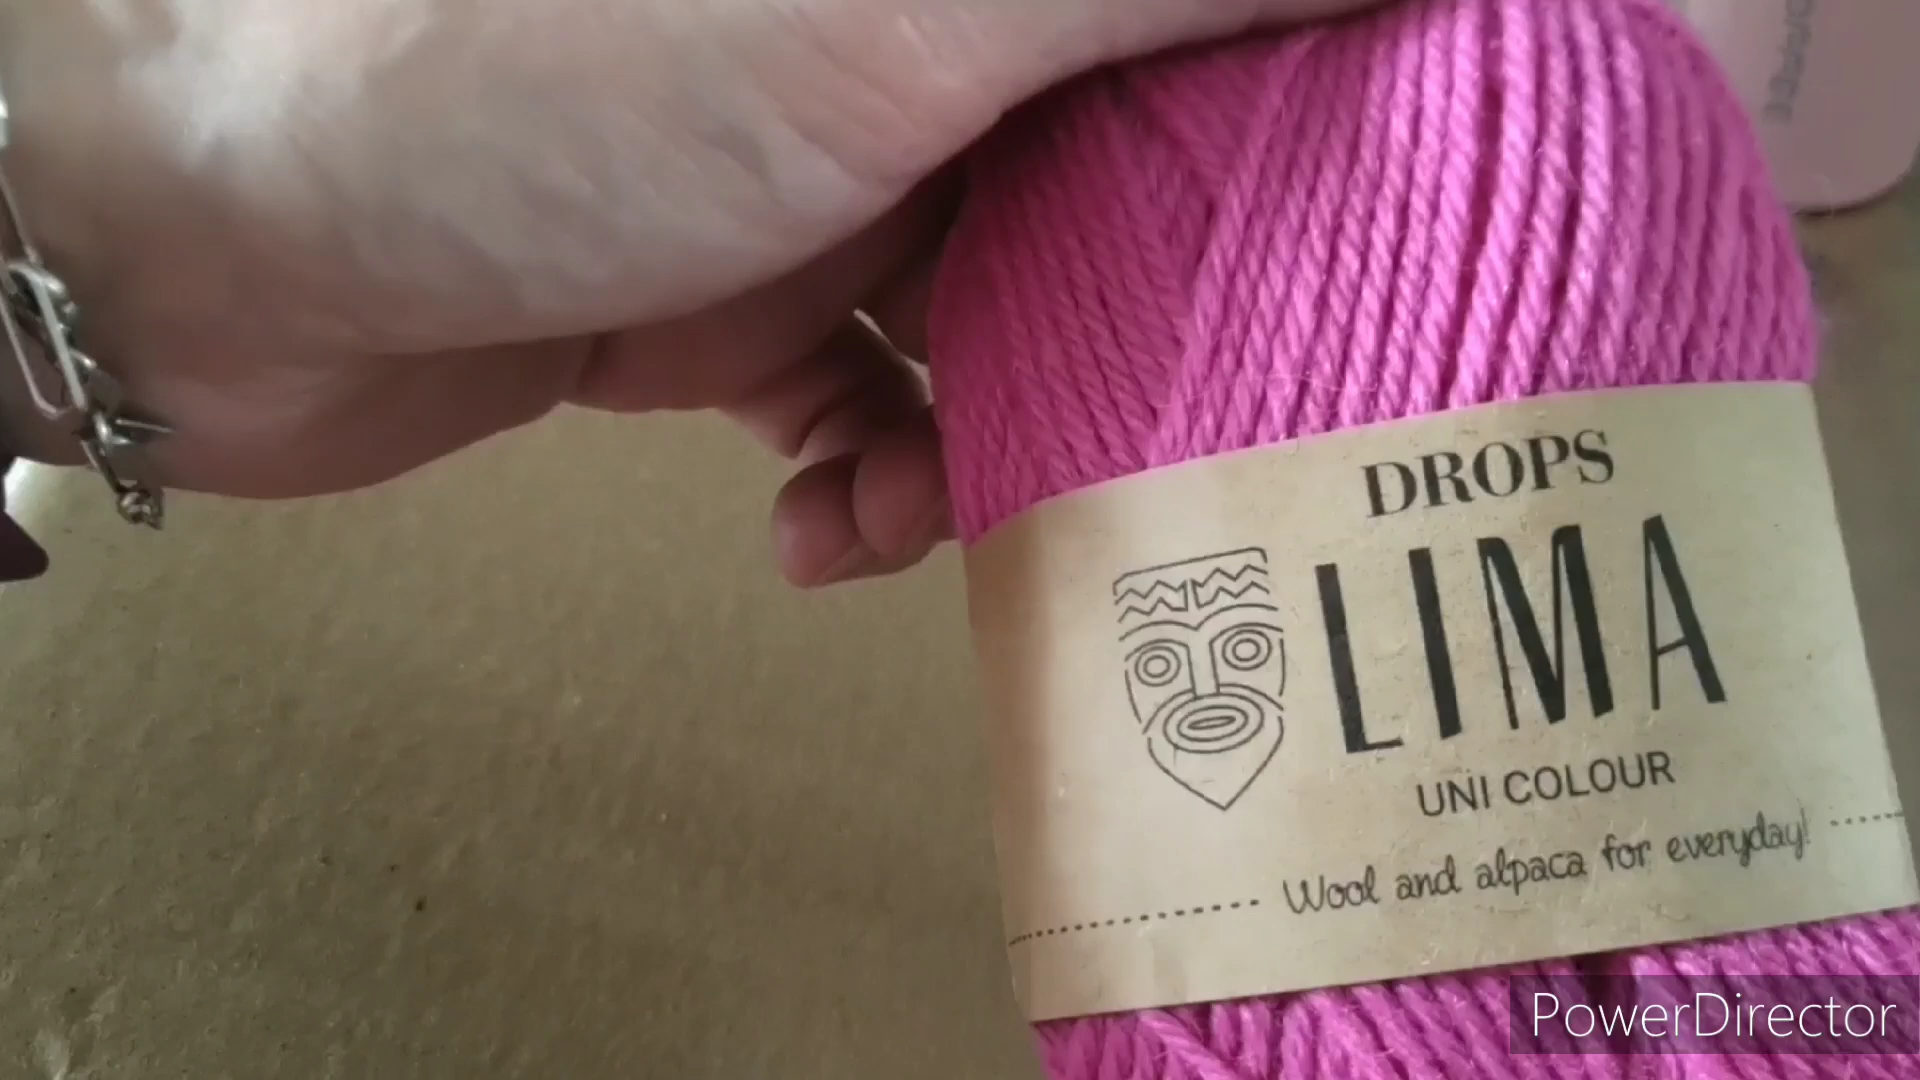 DROPS
LIMA
UNI COLOUR
Wool and alpaca for everyday!
PowerDirector